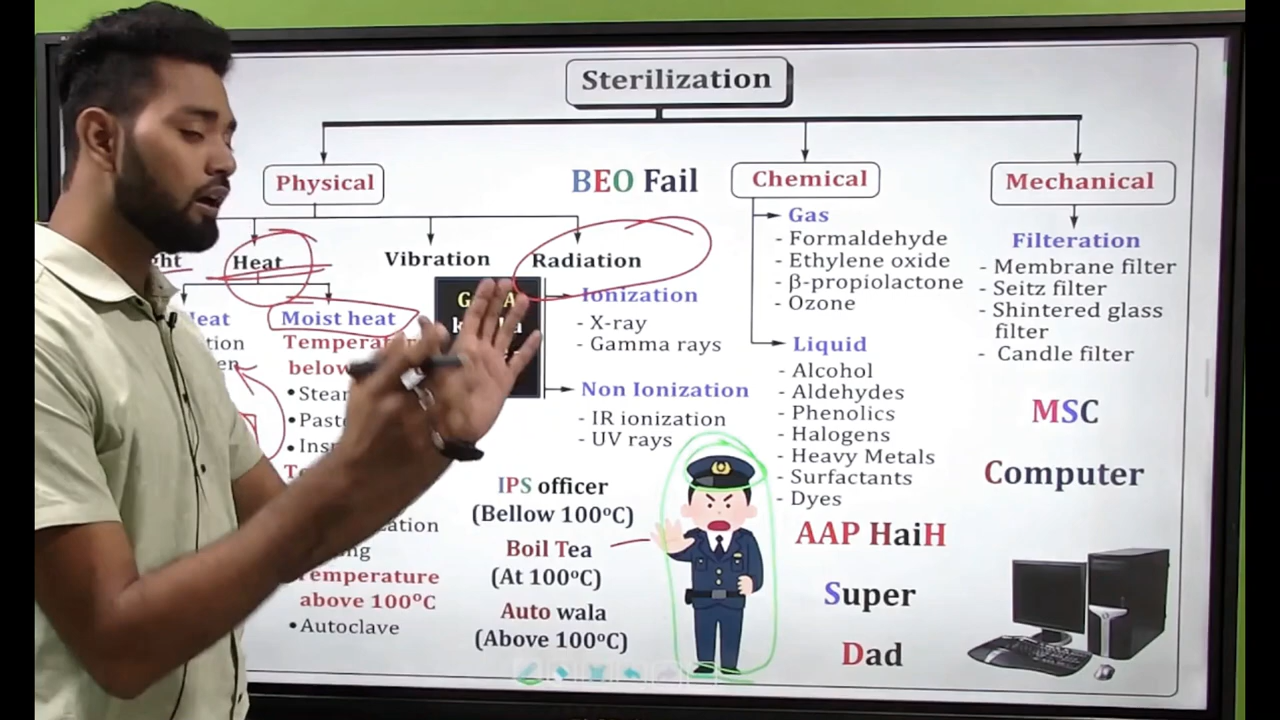 Sterilization
Physical
BEO Fail
Chemical
Mechanical
Heat
Vibration
Radiation
Moist heat
below
Temperature
above 100ºC
•Autoclave
Ionization
- X-ray
- Gamma rays
Non Ionization
- IR ionization
- UV rays
IPS officer
(Bellow 100ºC)
Boil Tea
(At 100ºC)
Auto wala
(Above 100ºC)
Gas
- Formaldehyde
- Ethylene oxide
- β-propiolactone
- Ozone
Liquid
- Alcohol
- Aldehydes
- Phenolics
- Halogens
- Heavy Metals
- Surfactants
- Dyes
AAP HaiH
Super
Dad
Filteration
- Membrane filter
- Seitz filter
- Shintered glass
filter
- Candle filter
MSC
Computer